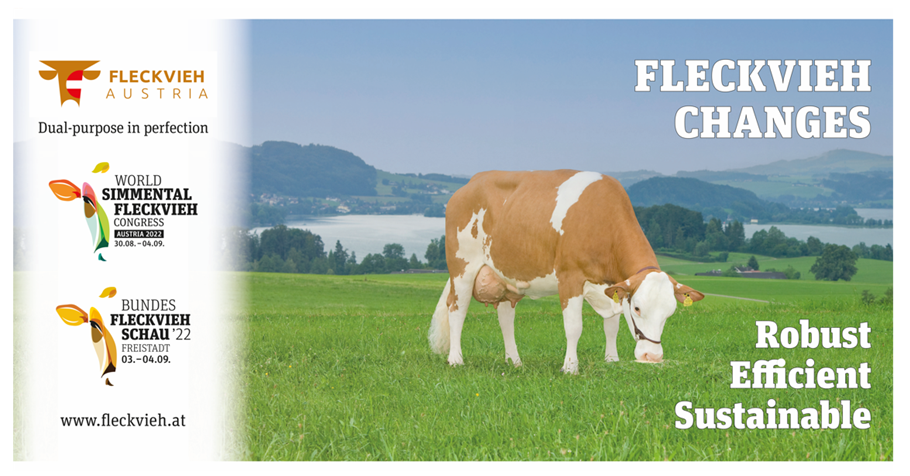 FLECKVIEH
AUSTRIA
Dual-purpose in perfection
WORLD
SIMMENTAL
FLECKVIEH
CONGRESS
AUSTRIA 2022
30.08.–04.09.
BUNDES
FLECKVIEH
SCHAU '22
FREISTADT
03.–04.09.
www.fleckvieh.at
FLECKVIEH
CHANGES
Robust
Efficient
Sustainable